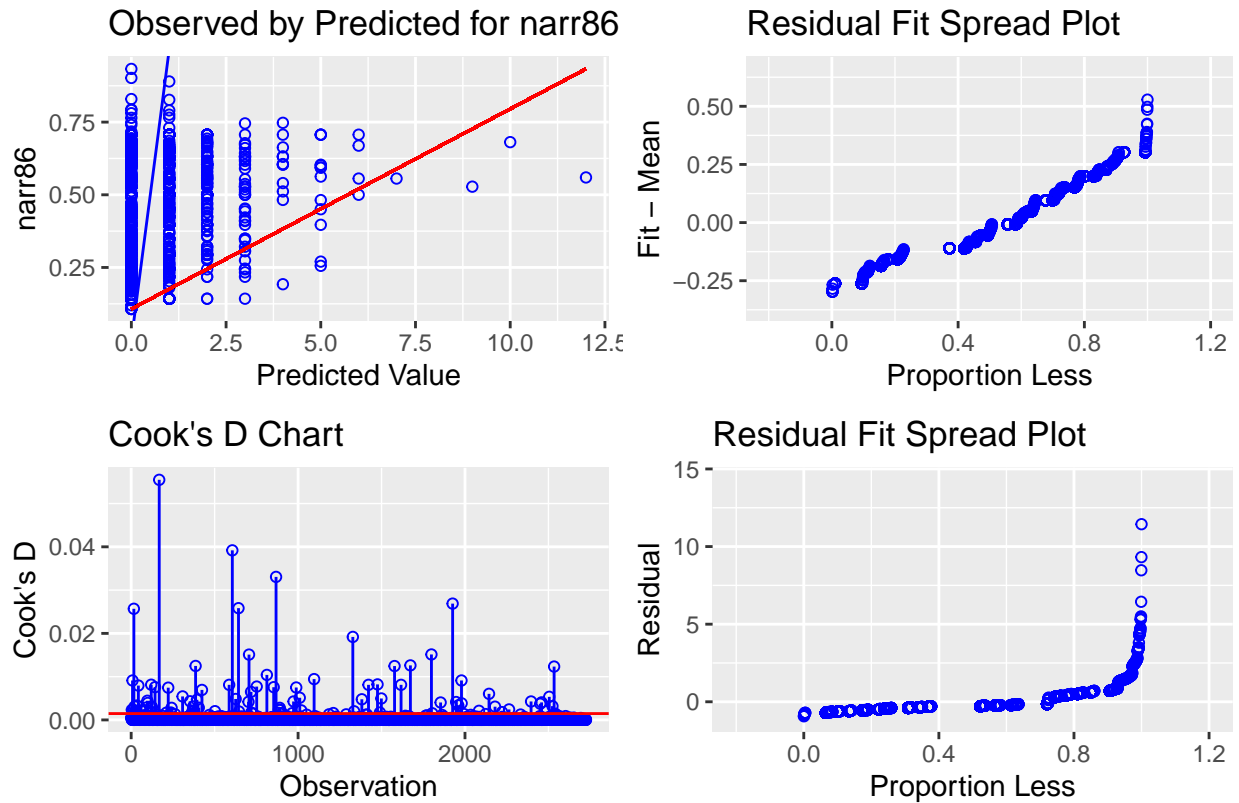 Observed by Predicted for narr86
narr86
0.75
0.50
0.25
0.0
2.5
5.0
7.5
10.0
12.5
Predicted Value
Residual Fit Spread Plot
Fit − Mean
0.50
0.25
0.00
−0.25
0.0
0.4
0.8
1.2
Proportion Less
Cook's D Chart
Cook's D
0.04
0.02
0.00
0
1000
2000
Observation
Residual Fit Spread Plot
Residual
15
10
5
0
0.0
0.4
0.8
1.2
Proportion Less